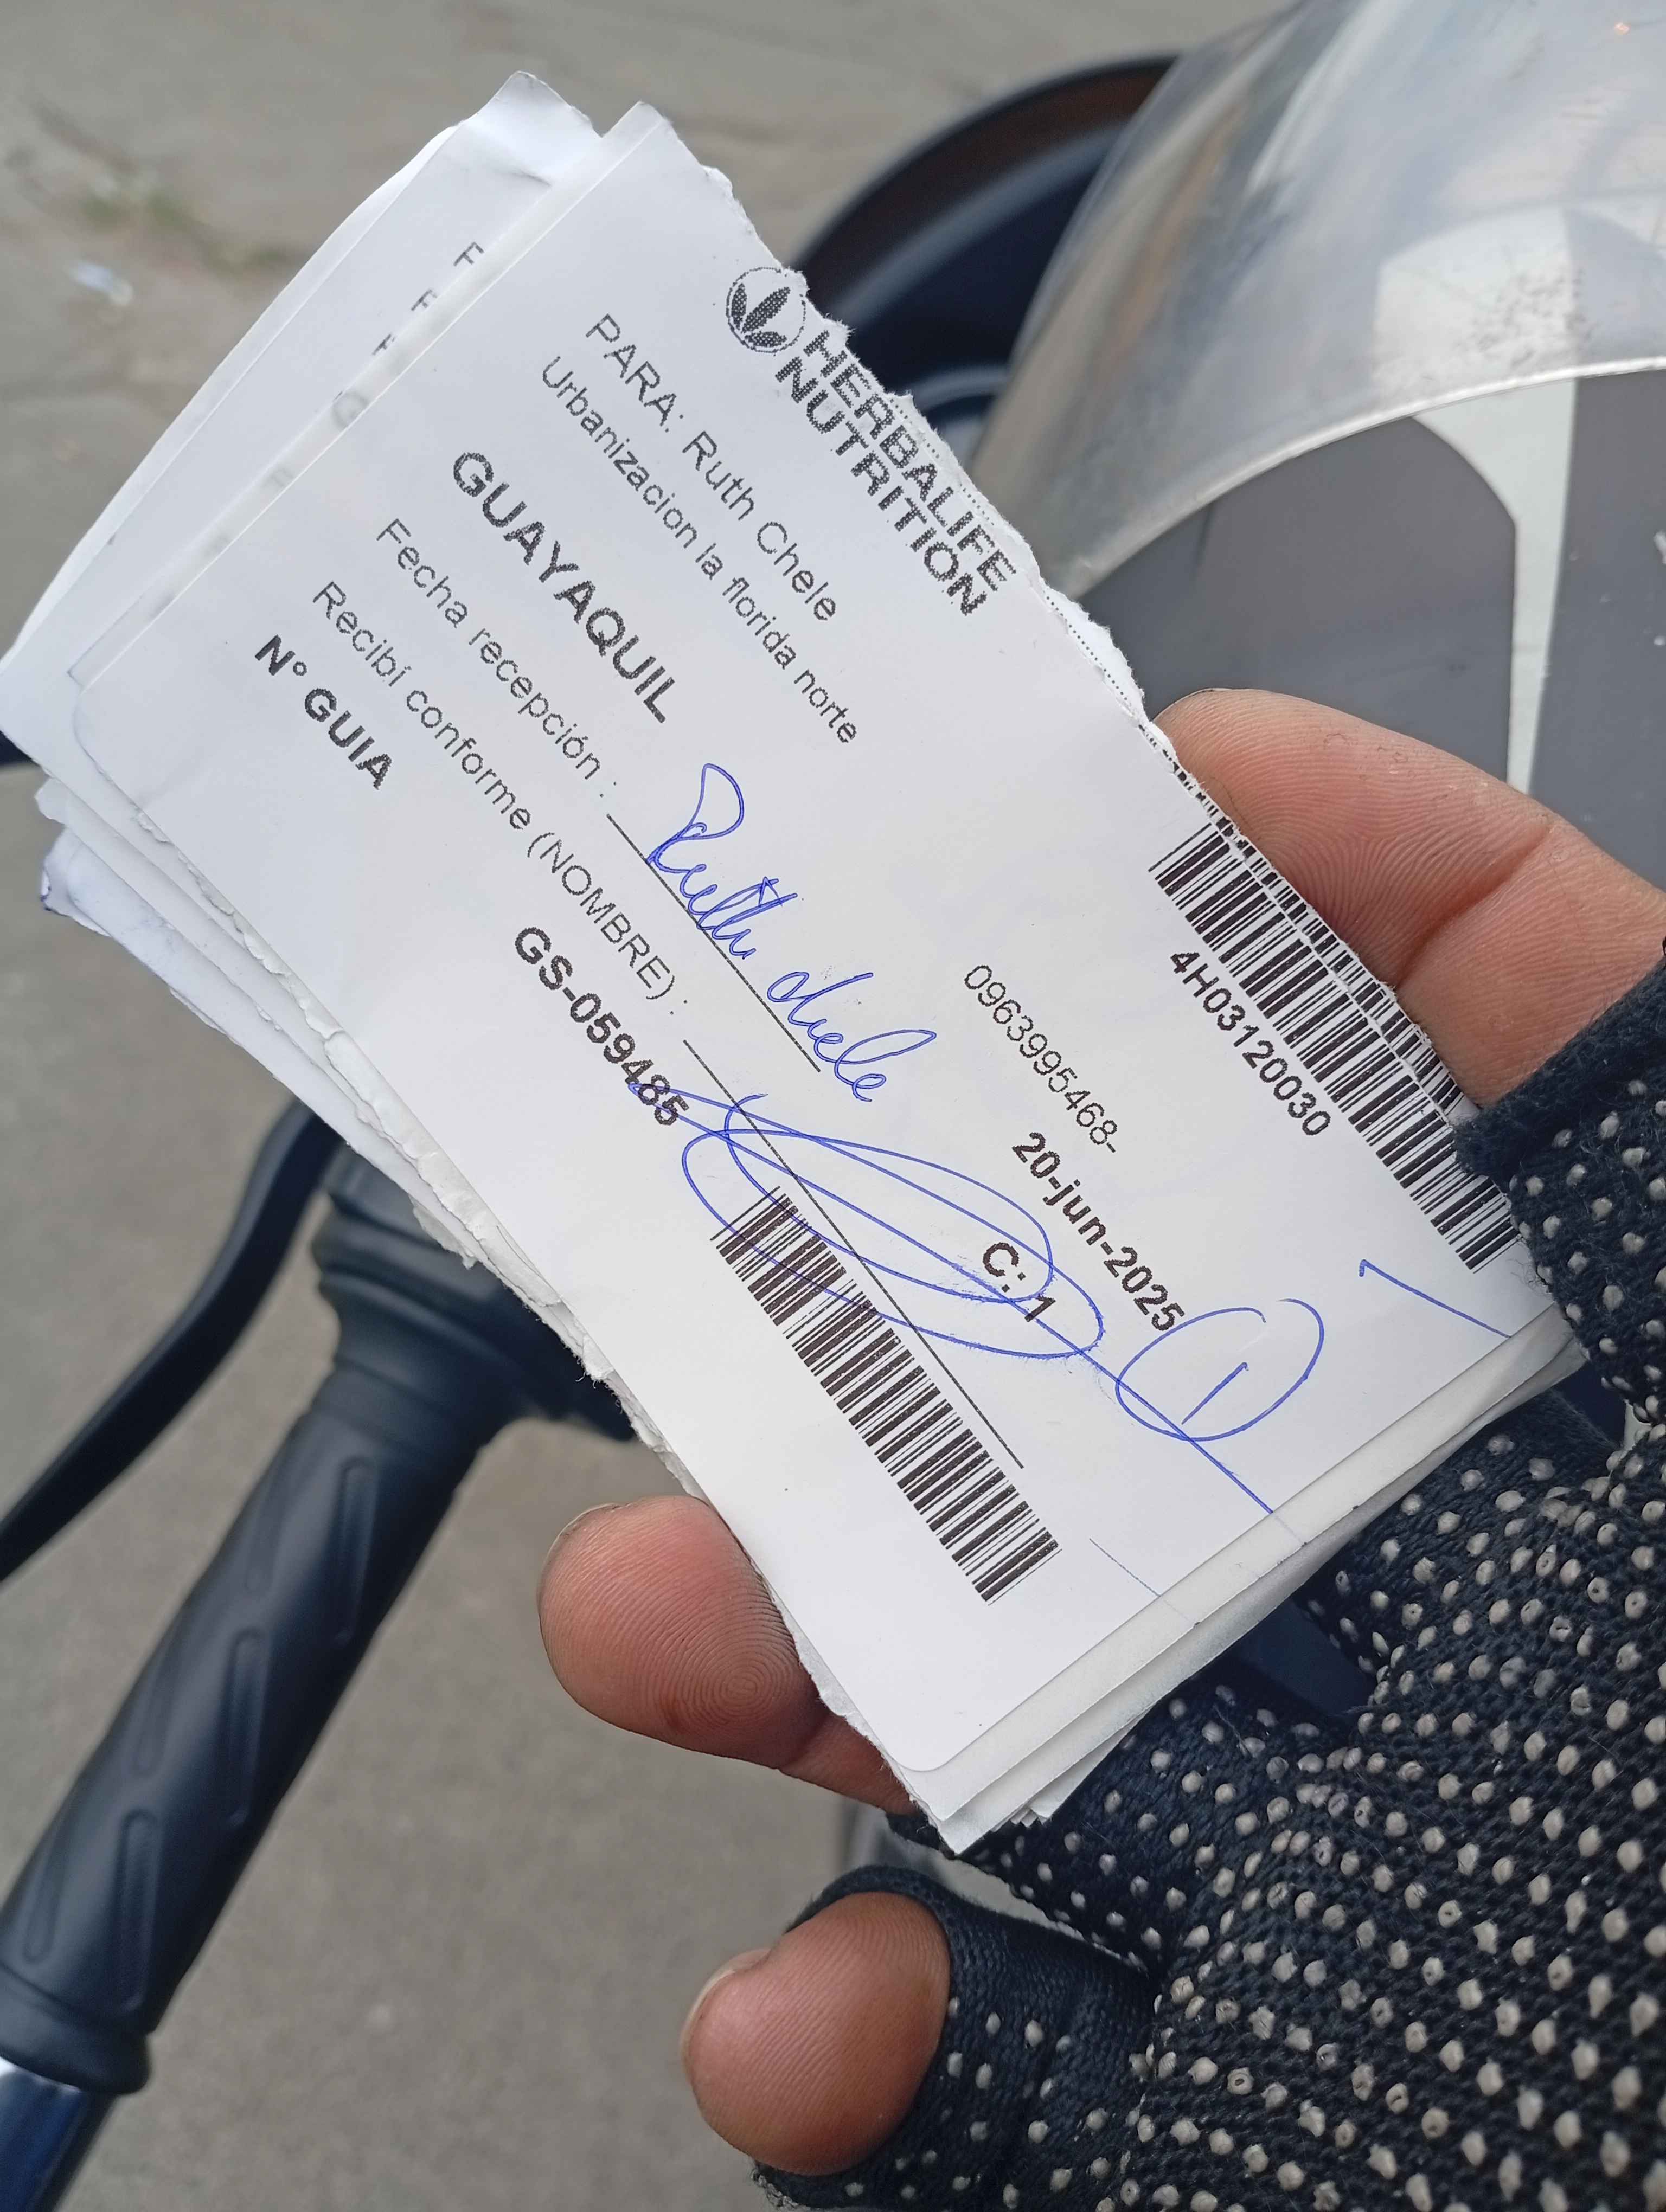 HERBALIFE
NUTRITION
4H03120030
PARA: Ruth Chele
Urbanizacion la florida norte
0963995468-
GUAYAQUIL
20-jun-2025
Fecha recepción :
Ruth chele
1
C: 1
Recibí conforme (NOMBRE) :
N° GUIA
GS-059485
F
F
F
G